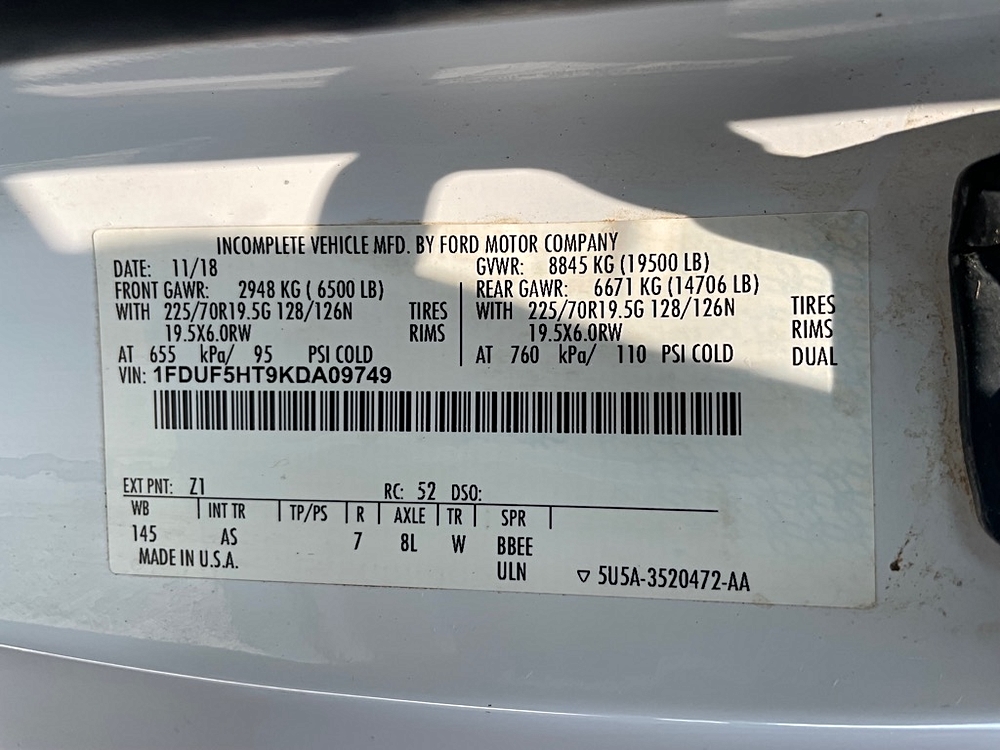 INCOMPLETE VEHICLE MFD. BY FORD MOTOR COMPANY
DATE: 11/18 GVWR: 8845 KG (19500 LB)
FRONT GAWR: 2948 KG ( 6500 LB) REAR GAWR: 6671 KG (14706 LB)
WITH 225/70R19.5G 128/126N TIRES WITH 225/70R19.5G 128/126N TIRES
19.5X6.0RW RIMS 19.5X6.0RW RIMS
AT 655 kPa/ 95 PSI COLD AT 760 kPa/ 110 PSI COLD DUAL
VIN: 1FDUF5HT9KDA09749
EXT PNT: Z1 RC: 52 DSO:
WB INT TR TP/PS R AXLE TR SPR
145 AS 7 8L W BBEE
MADE IN U.S.A. ULN ▽ 5U5A-3520472-AA